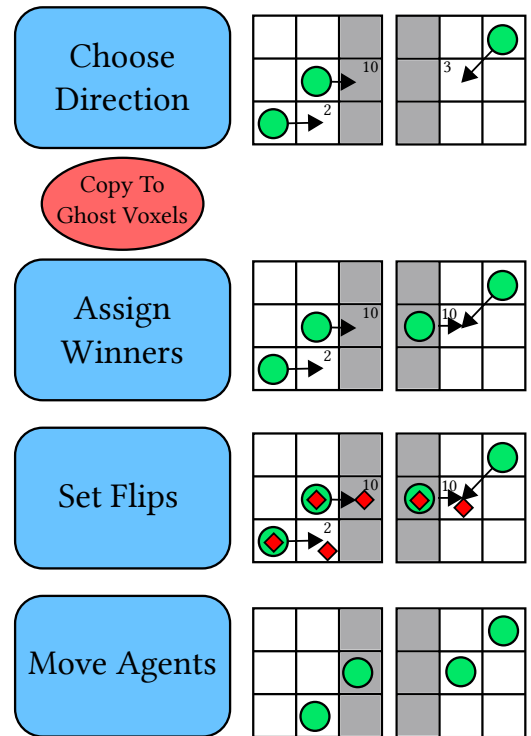 Choose
Direction
10
2
3
Copy To
Ghost Voxels
Assign
Winners
10
2
10
Set Flips
10
2
10
Move Agents